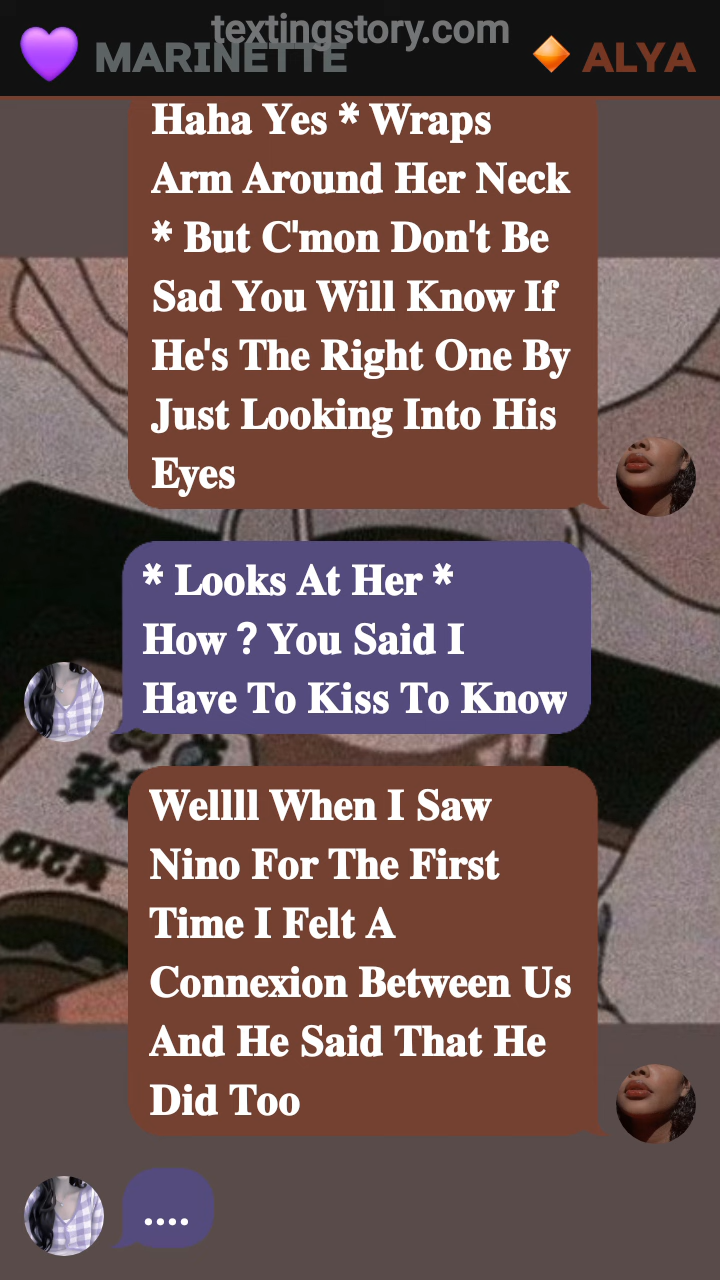 textingstory.com
MARINETTE
ALYA
Haha Yes * Wraps
Arm Around Her Neck
* But C'mon Don't Be
Sad You Will Know If
He's The Right One By
Just Looking Into His
Eyes
* Looks At Her *
How ? You Said I
Have To Kiss To Know
Wellll When I Saw
Nino For The First
Time I Felt A
Connexion Between Us
And He Said That He
Did Too
....